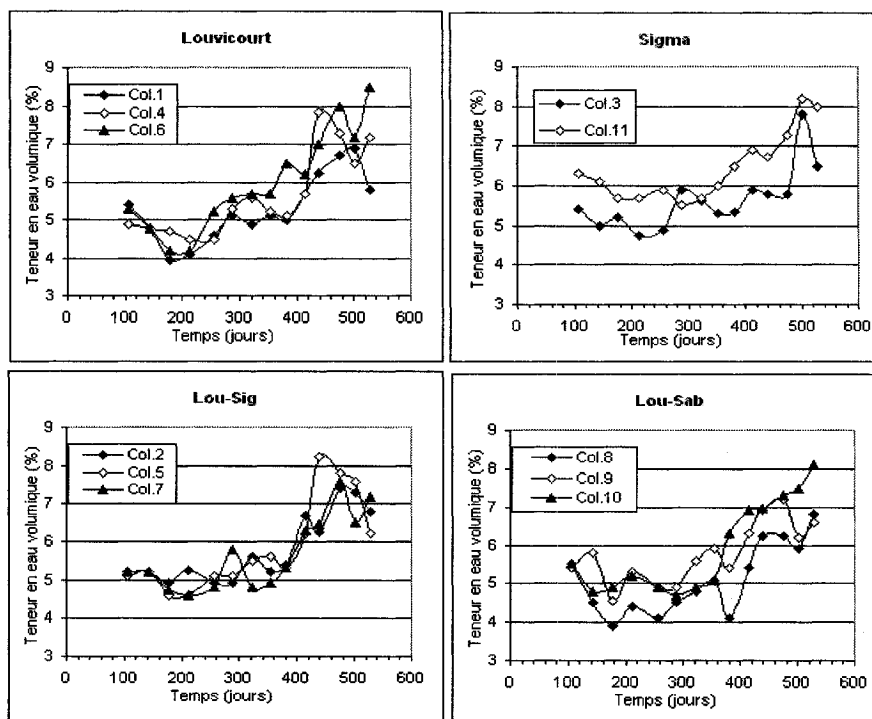 Louvicourt
Teneur en eau volumique (%)
9
8
7
6
5
4
3
Col.1
Col.4
Col.6
0 100 200 300 400 500 600
Temps (jours)
Sigma
Teneur en eau volumique (%)
9
8
7
6
5
4
3
Col.3
Col.11
0 100 200 300 400 500 600
Temps (jours)
Lou-Sig
Teneur en eau volumique (%)
9
8
7
6
5
4
3
Col.2
Col.5
Col.7
0 100 200 300 400 500 600
Temps (jours)
Lou-Sab
Teneur en eau volumique (%)
9
8
7
6
5
4
3
Col.8
Col.9
Col.10
0 100 200 300 400 500 600
Temps (jours)